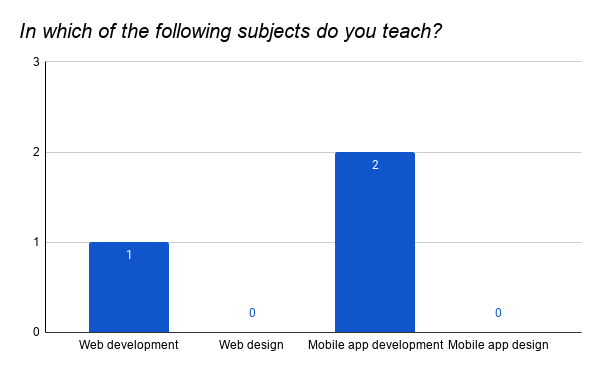 In which of the following subjects do you teach?
3
2
1
0
1
0
2
0
Web development
Web design
Mobile app development
Mobile app design